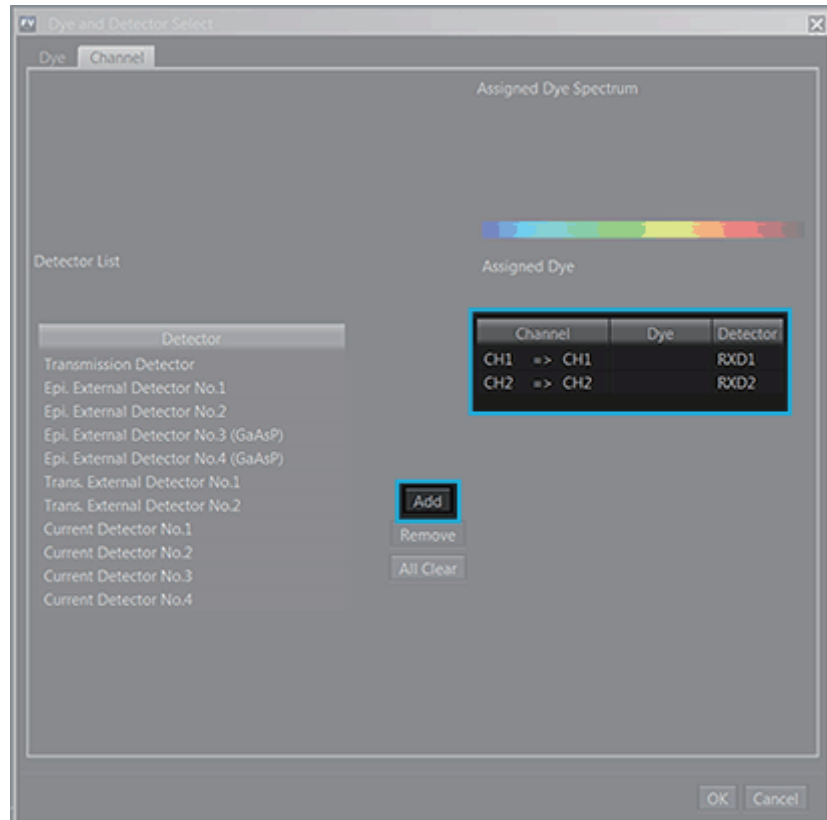 FV Dye and Detector Select
Dye Channel
Assigned Dye Spectrum
Detector List
Assigned Dye
Detector
Transmission Detector
Epi. External Detector No.1
Epi. External Detector No.2
Epi. External Detector No.3 (GaAsP)
Epi. External Detector No.4 (GaAsP)
Trans. External Detector No.1
Trans. External Detector No.2
Current Detector No.1
Current Detector No.2
Current Detector No.3
Current Detector No.4
Add
Remove
All Clear
Channel Dye Detector
CH1 => CH1 RXD1
CH2 => CH2 RXD2
OK Cancel